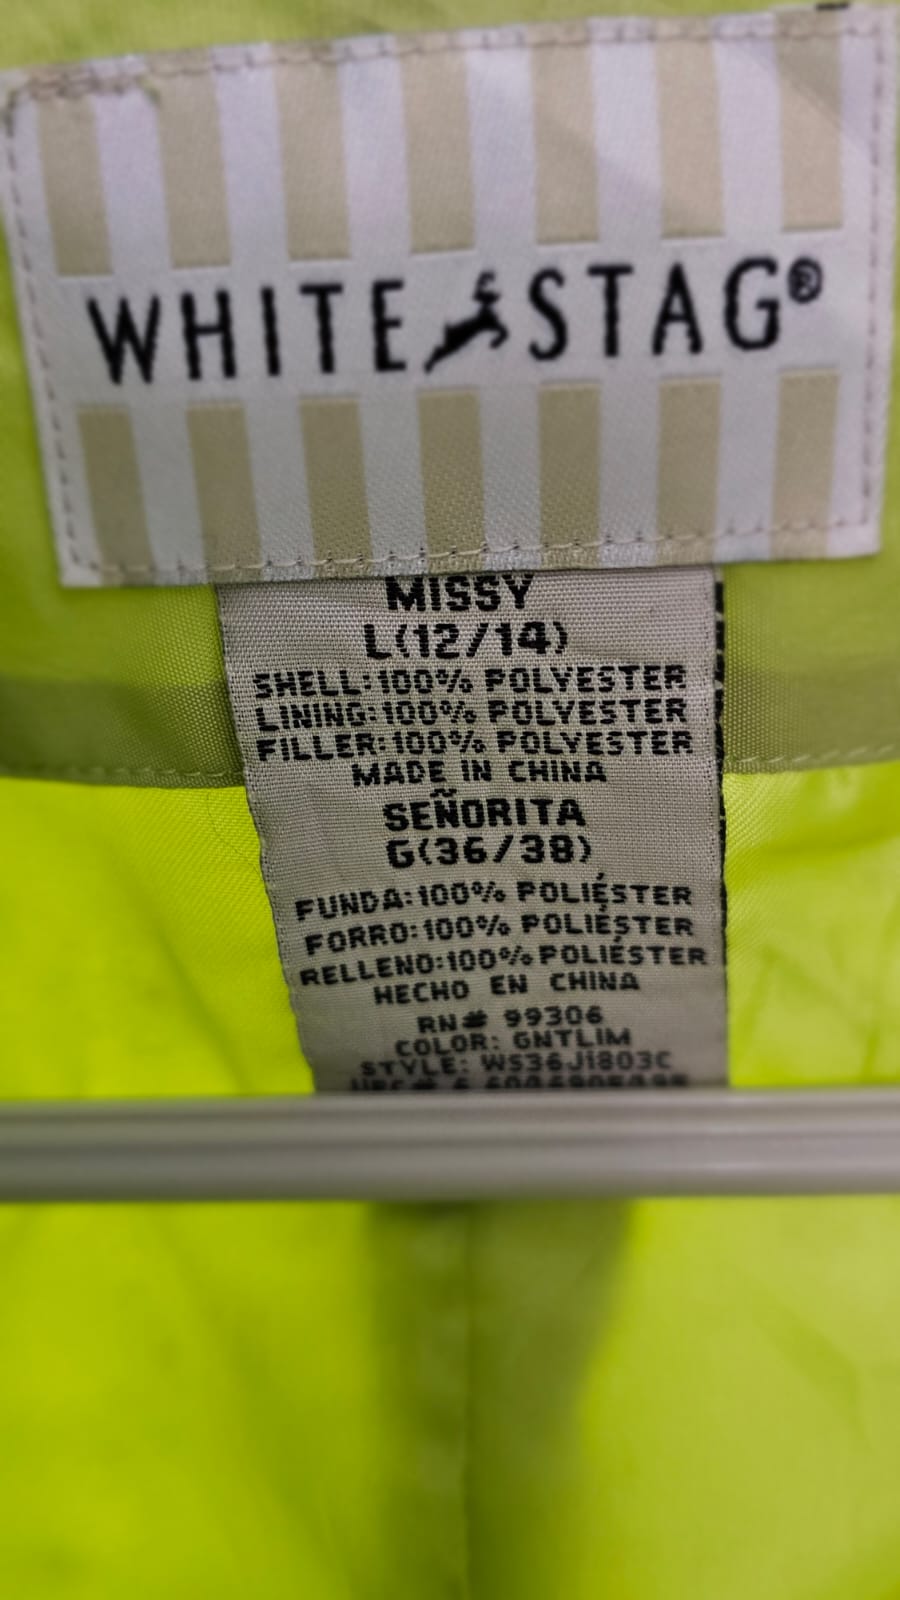 WHITE STAG®
MISSY
L(12/14)
SHELL:100% POLYESTER
LINING:100% POLYESTER
FILLER:100% POLYESTER
MADE IN CHINA
SEÑORITA
G(36/38)
FUNDA:100% POLIÉSTER
FORRO:100% POLIÉSTER
RELLENO:100% POLIÉSTER
HECHO EN CHINA
RN# 99306
COLOR: GNTLIM
STYLE: WS36J1803C